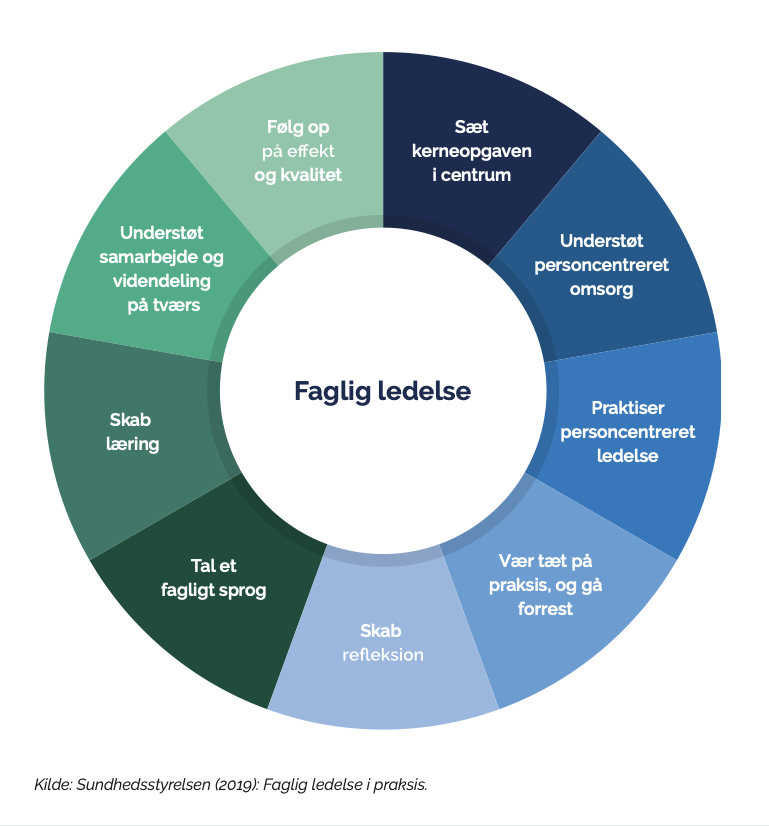 Sæt
kerneopgaven
i centrum
Understøt
personcentreret
omsorg
Praktiser
personcentreret
ledelse
Vær tæt på
praksis, og gå
forrest
Skab
refleksion
Tal et
fagligt sprog
Skab
læring
Understøt
samarbejde og
videndeling
på tværs
Følg op
på effekt
og kvalitet
Faglig ledelse
Kilde: Sundhedsstyrelsen (2019): Faglig ledelse i praksis.